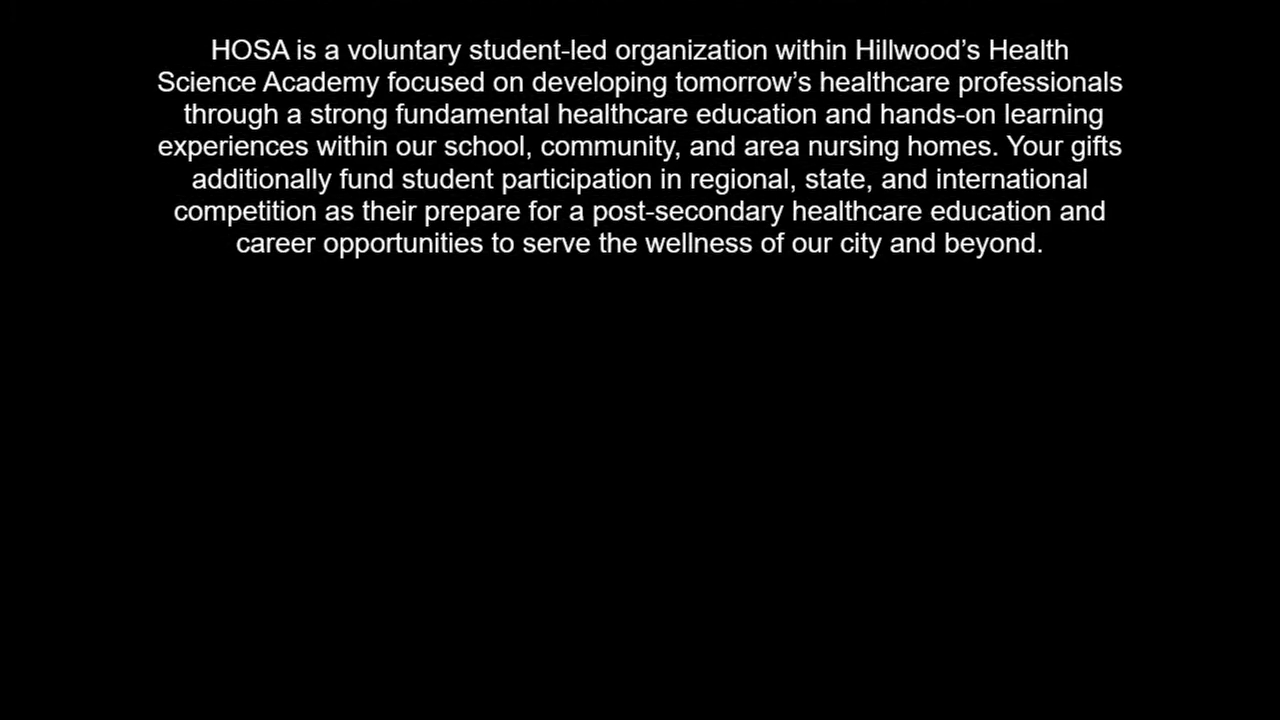 HOSA is a voluntary student-led organization within Hillwood’s Health
Science Academy focused on developing tomorrow’s healthcare professionals
through a strong fundamental healthcare education and hands-on learning
experiences within our school, community, and area nursing homes. Your gifts
additionally fund student participation in regional, state, and international
competition as their prepare for a post-secondary healthcare education and
career opportunities to serve the wellness of our city and beyond.